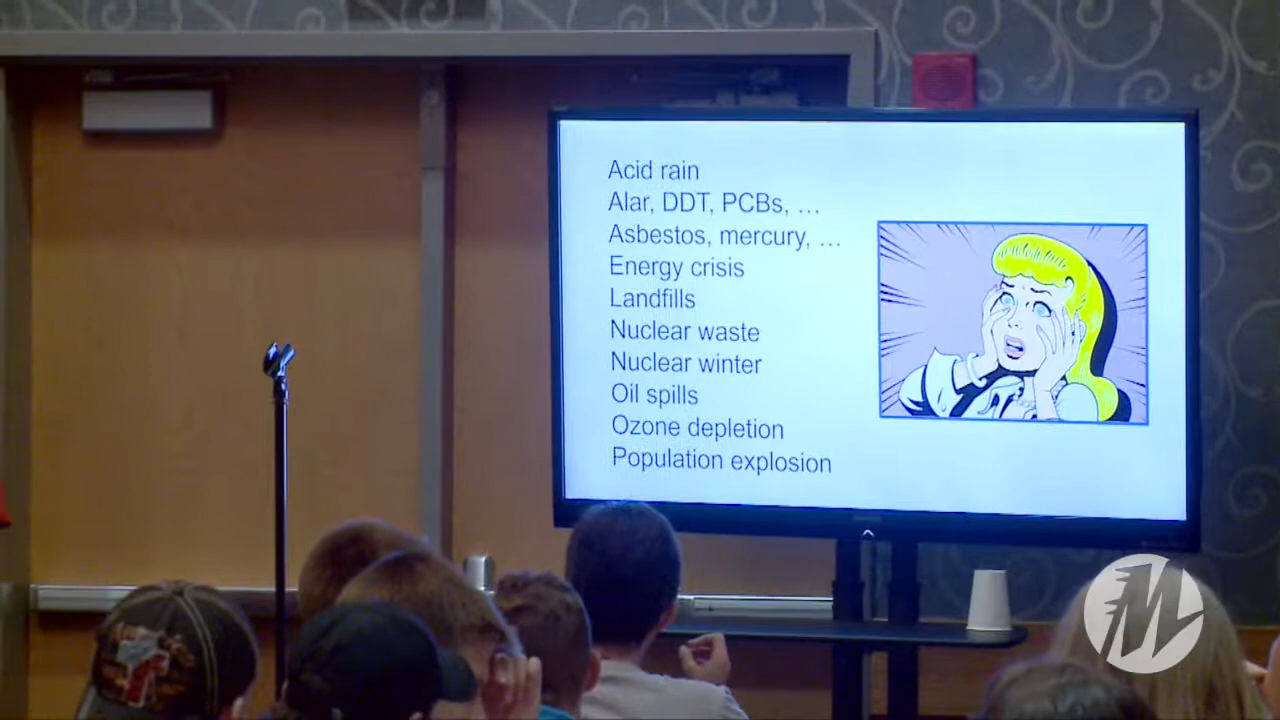 Acid rain
Alar, DDT, PCBs, ...
Asbestos, mercury, ...
Energy crisis
Landfills
Nuclear waste
Nuclear winter
Oil spills
Ozone depletion
Population explosion
M